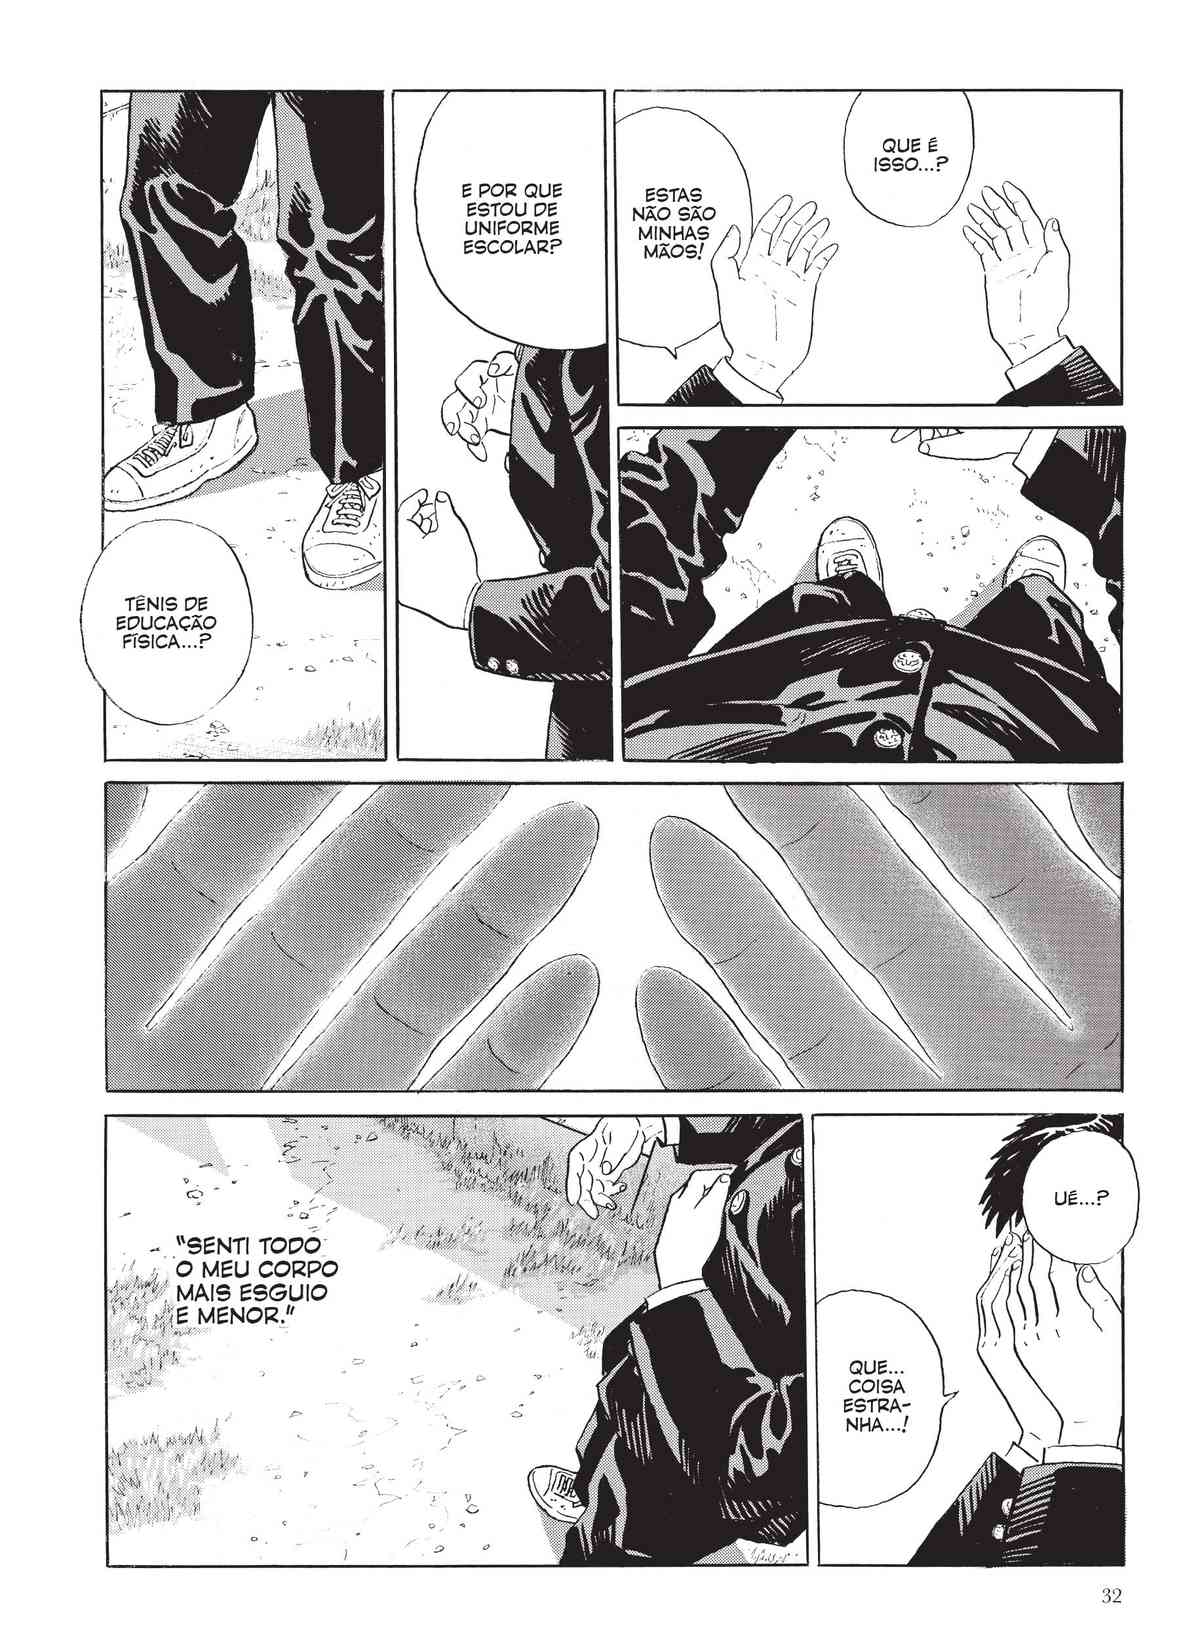 QUE É
ISSO...?
ESTAS
NÃO SÃO
MINHAS
MÃOS!
E POR QUE
ESTOU DE
UNIFORME
ESCOLAR?
TÊNIS DE
EDUCAÇÃO
FÍSICA...?
UÉ...?
QUE...
COISA
ESTRA-
NHA...!
"SENTI TODO
O MEU CORPO
MAIS ESGUIO
E MENOR."
32